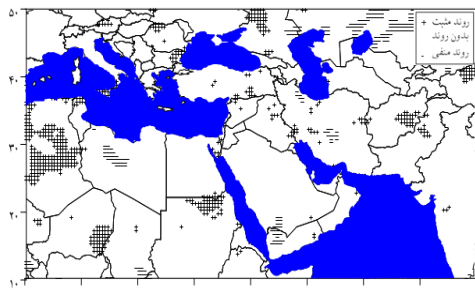 روند مثبت +
بدون روند
روند منفی -
۵۰
۴۰
۳۰
۲۰
۱۰